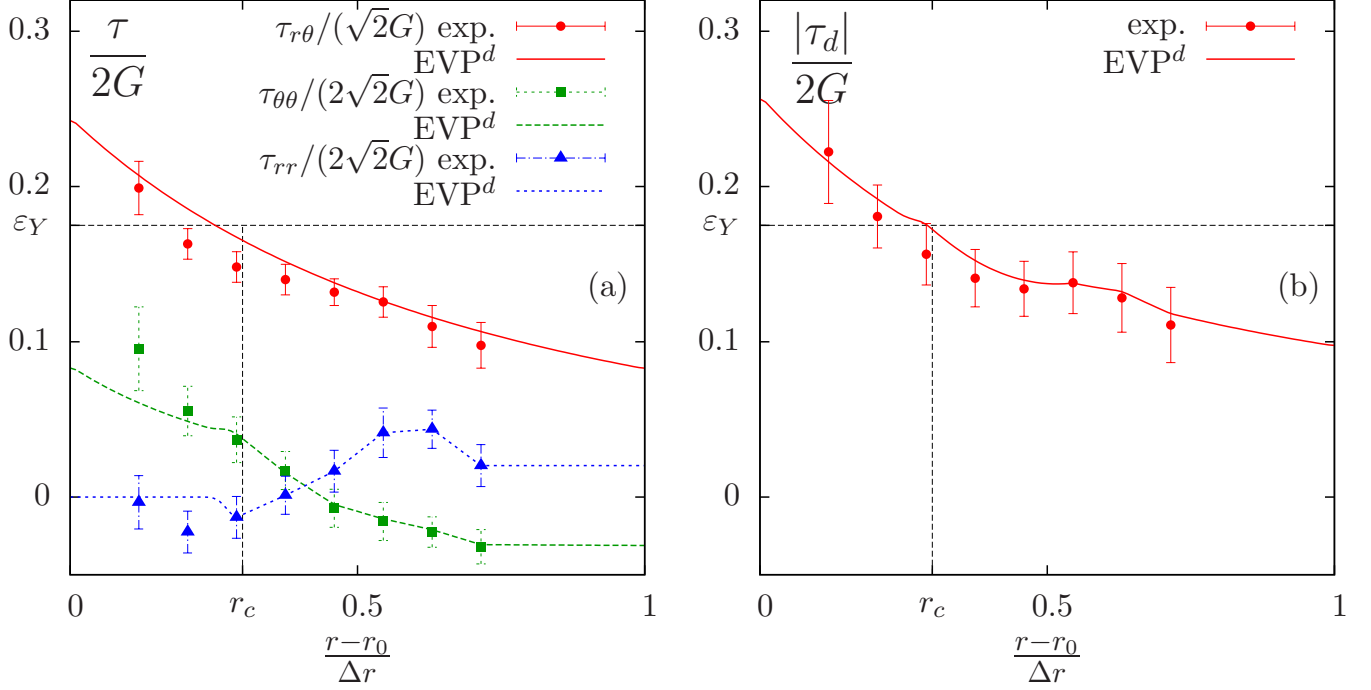 0.3
0.2
ε_Y
0.1
0
τ/2G
τ_{rθ}/(√2G) exp.
EVP^d
τ_{θθ}/(2√2G) exp.
EVP^d
τ_{rr}/(2√2G) exp.
EVP^d
(a)
0 r_c 0.5 1
(r−r_0)/Δr
0.3
0.2
ε_Y
0.1
0
|τ_d|/2G
exp.
EVP^d
(b)
0 r_c 0.5 1
(r−r_0)/Δr